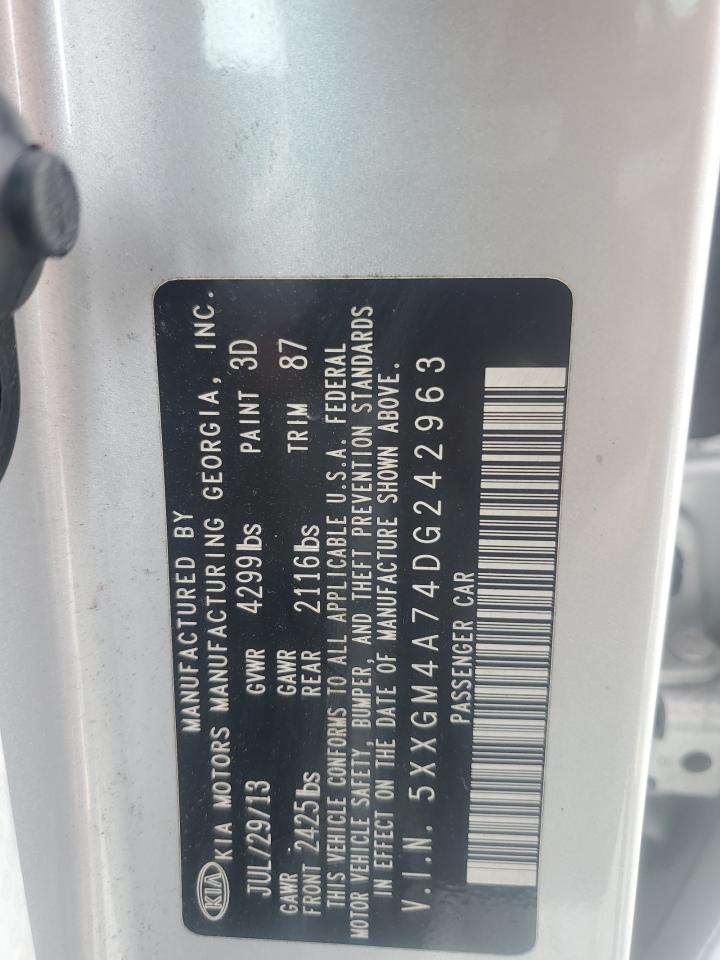 MANUFACTURED BY
KIA KIA MOTORS MANUFACTURING GEORGIA, INC.
JUL/29/13 GVWR 4299lbs PAINT 3D
GAWR GAWR
FRONT 2425lbs REAR 2116lbs TRIM 87
THIS VEHICLE CONFORMS TO ALL APPLICABLE U.S.A. FEDERAL
MOTOR VEHICLE SAFETY, BUMPER, AND THEFT PREVENTION STANDARDS
IN EFFECT ON THE DATE OF MANUFACTURE SHOWN ABOVE.
V.I.N. 5XXGM4A74DG242963
PASSENGER CAR